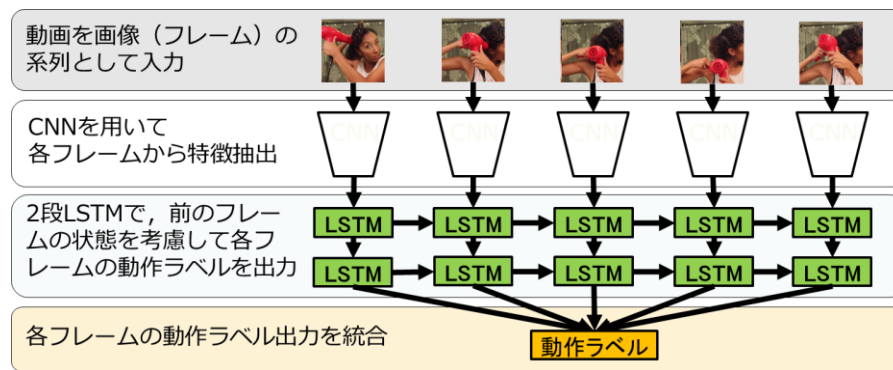 動画を画像（フレーム）の
系列として入力
CNNを用いて
各フレームから特徴抽出
CNN CNN CNN CNN CNN
2段LSTMで，前のフレー
ムの状態を考慮して各フ
レームの動作ラベルを出力
LSTM LSTM LSTM LSTM LSTM
LSTM LSTM LSTM LSTM LSTM
各フレームの動作ラベル出力を統合
動作ラベル